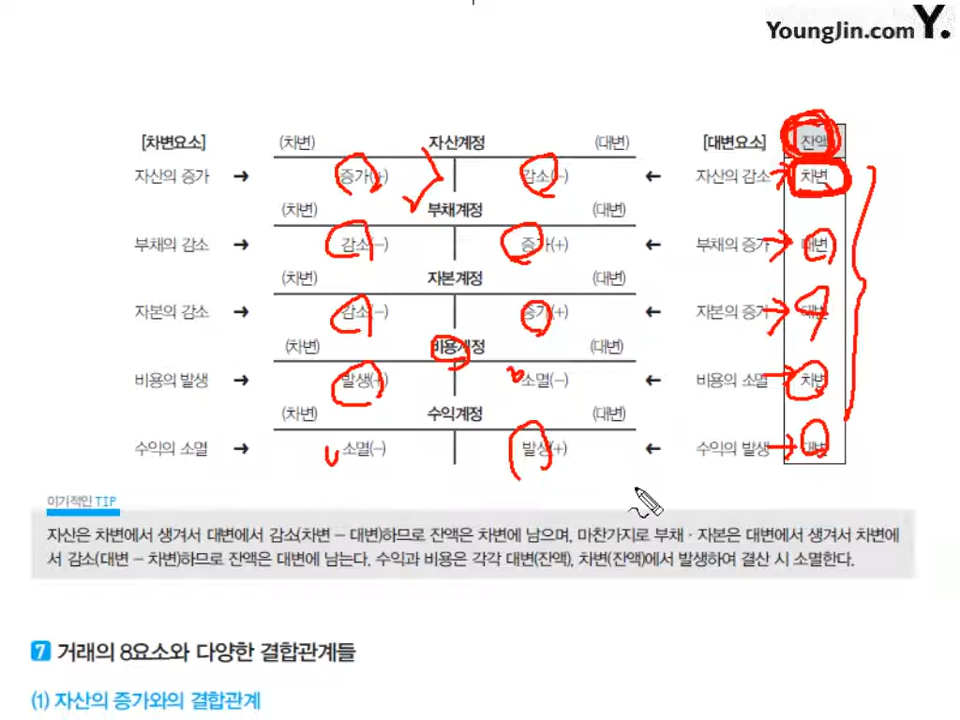 YoungJin.com Y.
[차변요소] (차변) 자산계정 (대변) [대변요소] 잔액
자산의 증가 → 증가(+) 감소(-) ← 자산의 감소 차변
(차변) 부채계정 (대변)
부채의 감소 → 감소(-) 증가(+) ← 부채의 증가 대변
(차변) 자본계정 (대변)
자본의 감소 → 감소(-) 증가(+) ← 자본의 증가 대변
(차변) 비용계정 (대변)
비용의 발생 → 발생(+) 소멸(-) ← 비용의 소멸 차변
(차변) 수익계정 (대변)
수익의 소멸 → 소멸(-) 발생(+) ← 수익의 발생 대변
이기적인 TIP
자산은 차변에서 생겨서 대변에서 감소(차변 – 대변)하므로 잔액은 차변에 남으며, 마찬가지로 부채 · 자본은 대변에서 생겨서 차변에
서 감소(대변 – 차변)하므로 잔액은 대변에 남는다. 수익과 비용은 각각 대변(잔액), 차변(잔액)에서 발생하여 결산 시 소멸한다.
7 거래의 8요소와 다양한 결합관계들
(1) 자산의 증가와의 결합관계